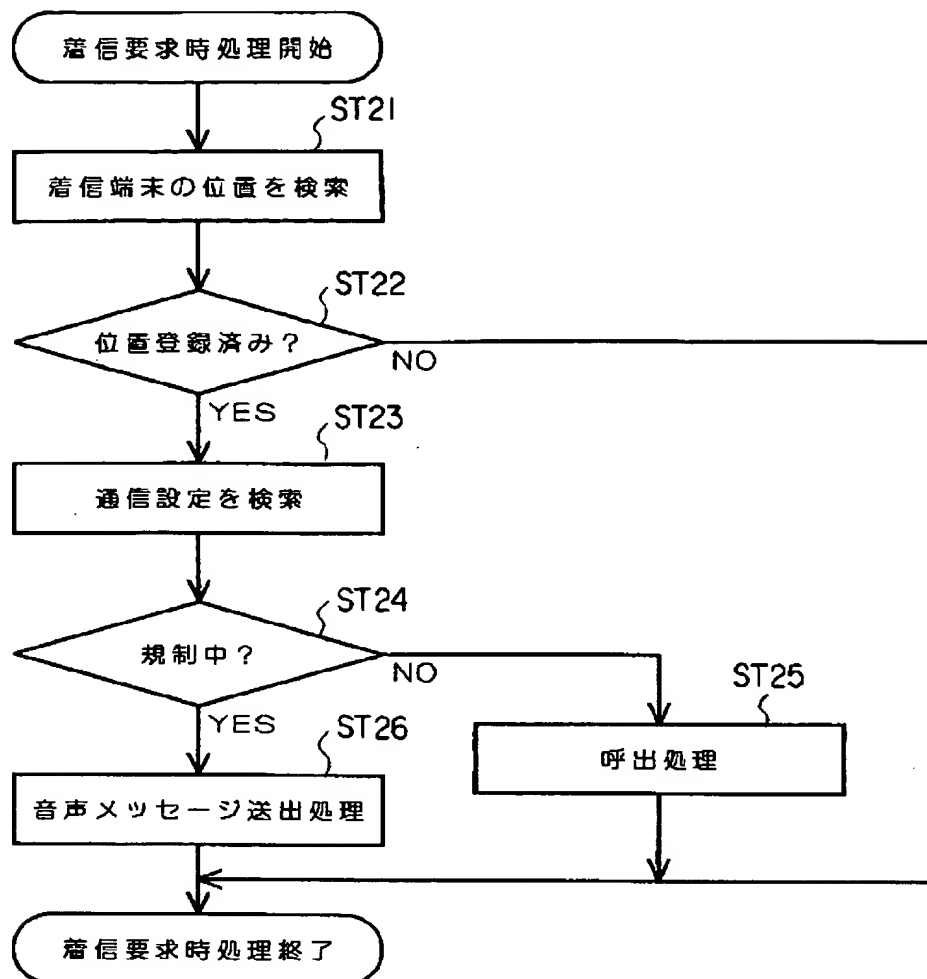 着信要求時処理開始
ST21
着信端末の位置を検索
ST22
位置登録済み?
NO
YES
ST23
通信設定を検索
ST24
規制中?
NO
YES
ST25
呼出処理
ST26
音声メッセージ送出処理
着信要求時処理終了